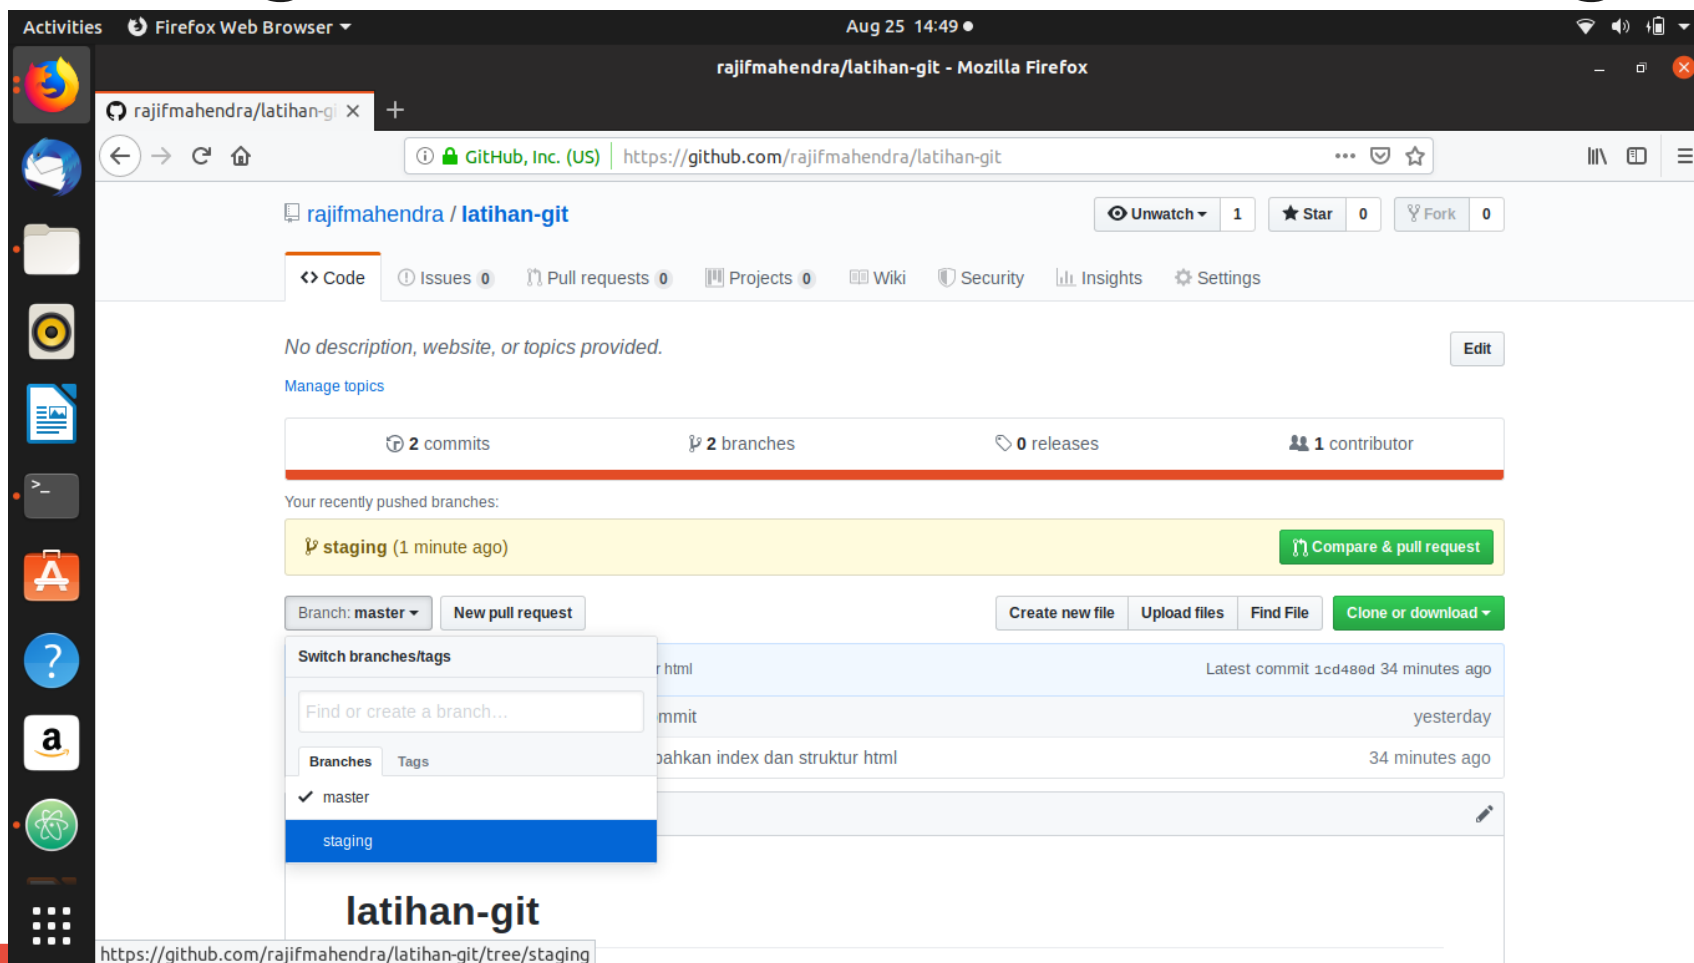 Activities Firefox Web Browser Aug 25 14:49
rajifmahendra/latihan-git - Mozilla Firefox
rajifmahendra/latihan-gi
GitHub, Inc. (US) https://github.com/rajifmahendra/latihan-git
rajifmahendra / latihan-git Unwatch 1 Star 0 Fork 0
Code Issues 0 Pull requests 0 Projects 0 Wiki Security Insights Settings
No description, website, or topics provided. Edit
Manage topics
2 commits 2 branches 0 releases 1 contributor
Your recently pushed branches:
staging (1 minute ago) Compare & pull request
Branch: master New pull request Create new file Upload files Find File Clone or download
Switch branches/tags
r html Latest commit 1cd480d 34 minutes ago
Find or create a branch...
mmit yesterday
Branches Tags
bahkan index dan struktur html 34 minutes ago
master
staging
latihan-git
https://github.com/rajifmahendra/latihan-git/tree/staging